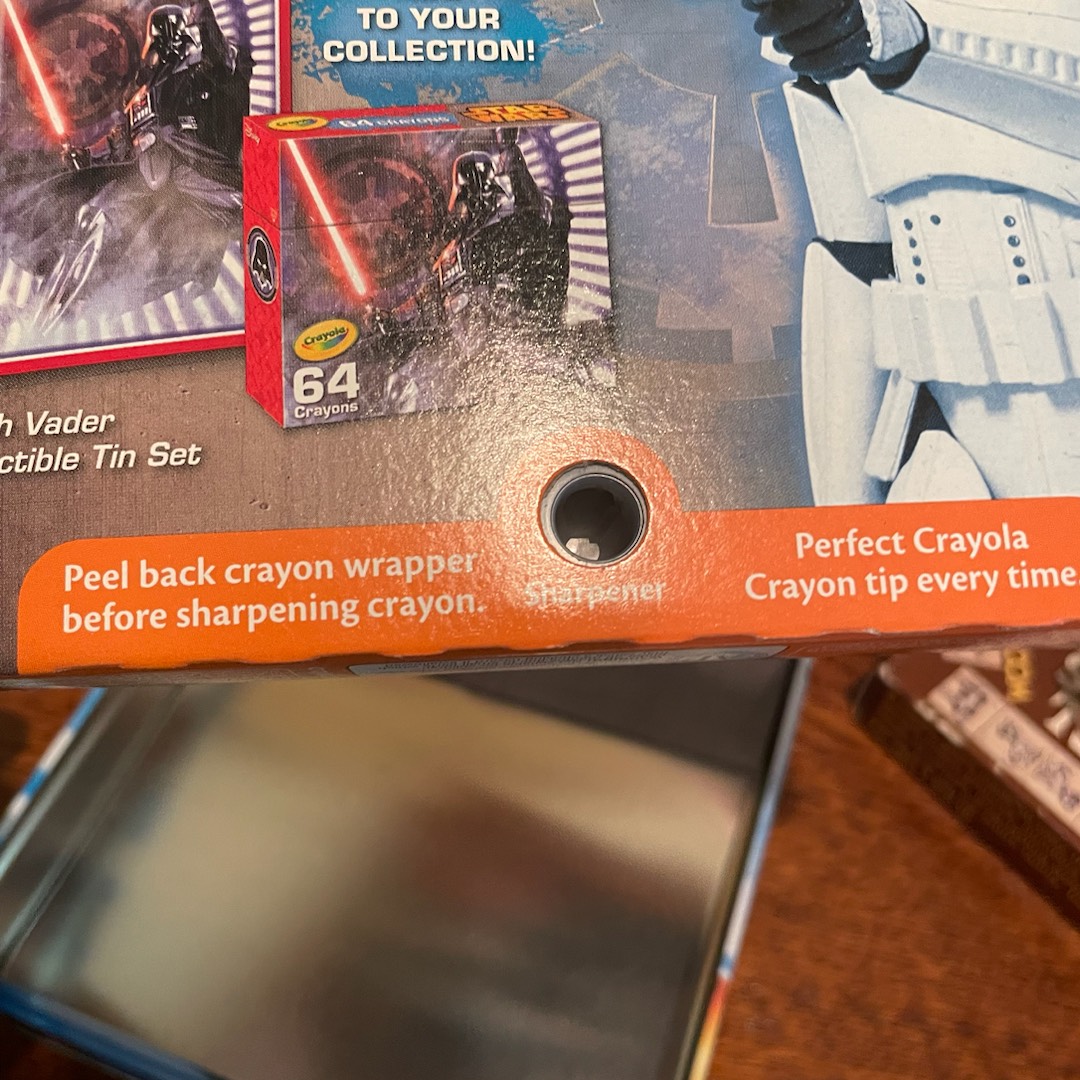 TO YOUR
COLLECTION!
Crayola
64 CRAYONS
STAR
WARS
Crayola
64
Crayons
h Vader
ctible Tin Set
Peel back crayon wrapper
before sharpening crayon.
Sharpener
Perfect Crayola
Crayon tip every time